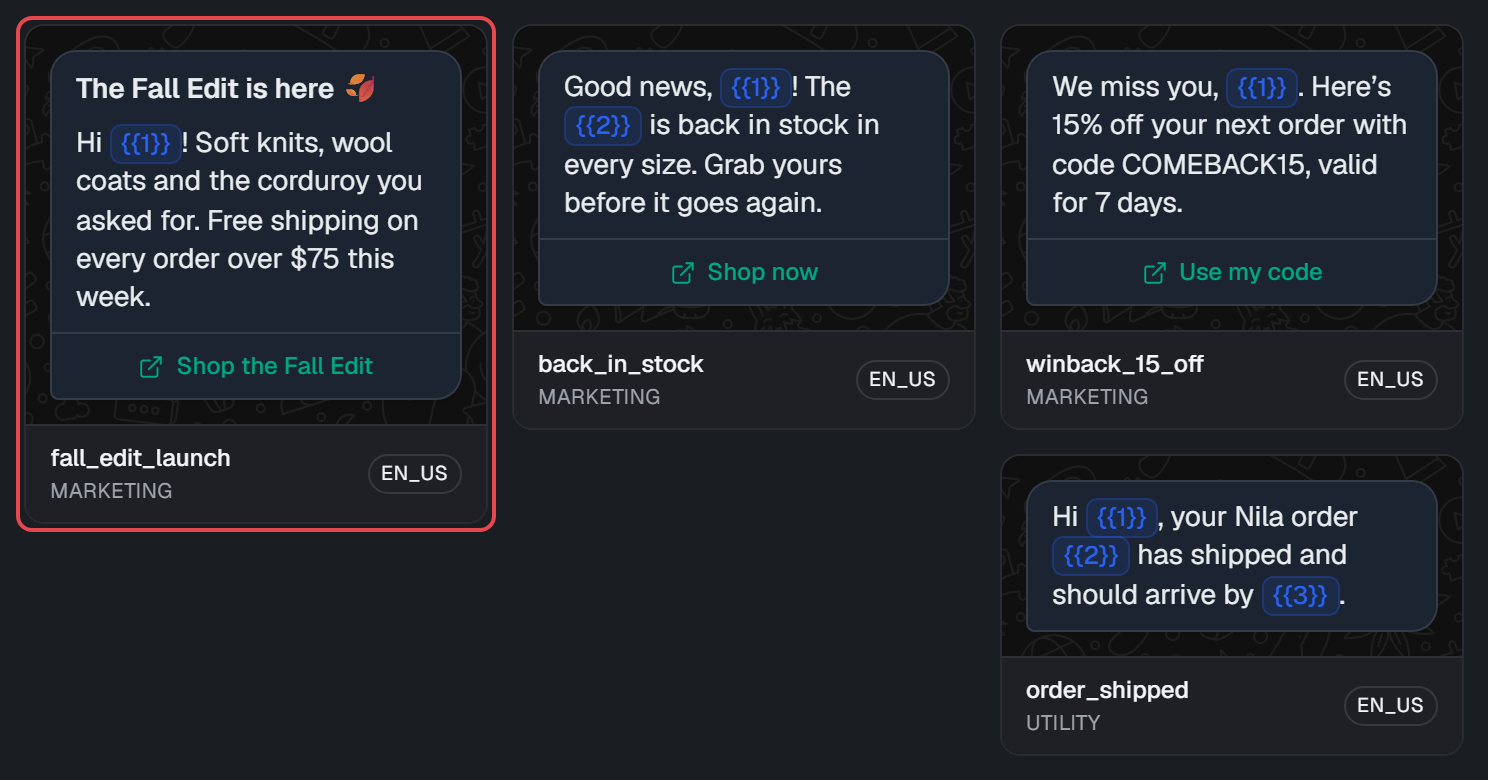 The Fall Edit is here 🍂
Hi {{1}}! Soft knits, wool
coats and the corduroy you
asked for. Free shipping on
every order over $75 this
week.
Shop the Fall Edit
fall_edit_launch
MARKETING
EN_US
Good news, {{1}}! The
{{2}} is back in stock in
every size. Grab yours
before it goes again.
Shop now
back_in_stock
MARKETING
EN_US
We miss you, {{1}}. Here’s
15% off your next order with
code COMEBACK15, valid
for 7 days.
Use my code
winback_15_off
MARKETING
EN_US
Hi {{1}}, your Nila order
{{2}} has shipped and
should arrive by {{3}}.
order_shipped
UTILITY
EN_US